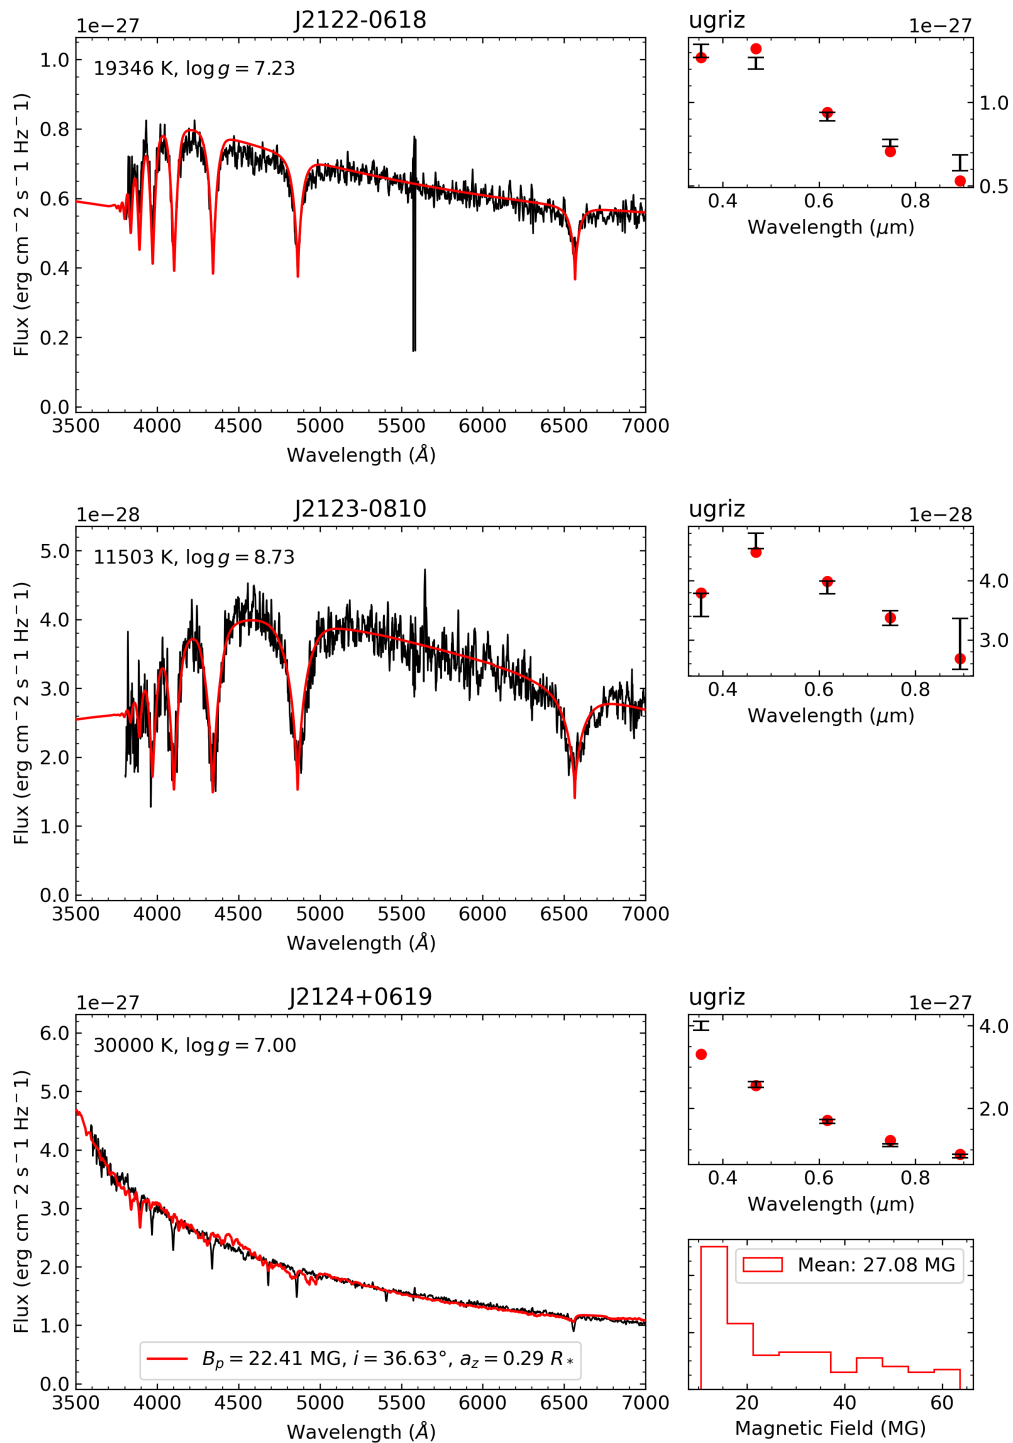 1e−27
J2122-0618
ugriz
1e−27
19346 K, log g = 7.23
1.0
0.8
0.6
0.4
0.2
0.0
Flux (erg cm−2 s−1 Hz−1)
3500 4000 4500 5000 5500 6000 6500 7000
Wavelength (Å)
1.0
0.5
0.4 0.6 0.8
Wavelength (μm)
1e−28
J2123-0810
ugriz
1e−28
11503 K, log g = 8.73
5.0
4.0
3.0
2.0
1.0
0.0
Flux (erg cm−2 s−1 Hz−1)
3500 4000 4500 5000 5500 6000 6500 7000
Wavelength (Å)
4.0
3.0
0.4 0.6 0.8
Wavelength (μm)
1e−27
J2124+0619
ugriz
1e−27
30000 K, log g = 7.00
6.0
5.0
4.0
3.0
2.0
1.0
0.0
Flux (erg cm−2 s−1 Hz−1)
Bp = 22.41 MG, i = 36.63°, az = 0.29 R*
3500 4000 4500 5000 5500 6000 6500 7000
Wavelength (Å)
4.0
2.0
0.4 0.6 0.8
Wavelength (μm)
Mean: 27.08 MG
20 40 60
Magnetic Field (MG)